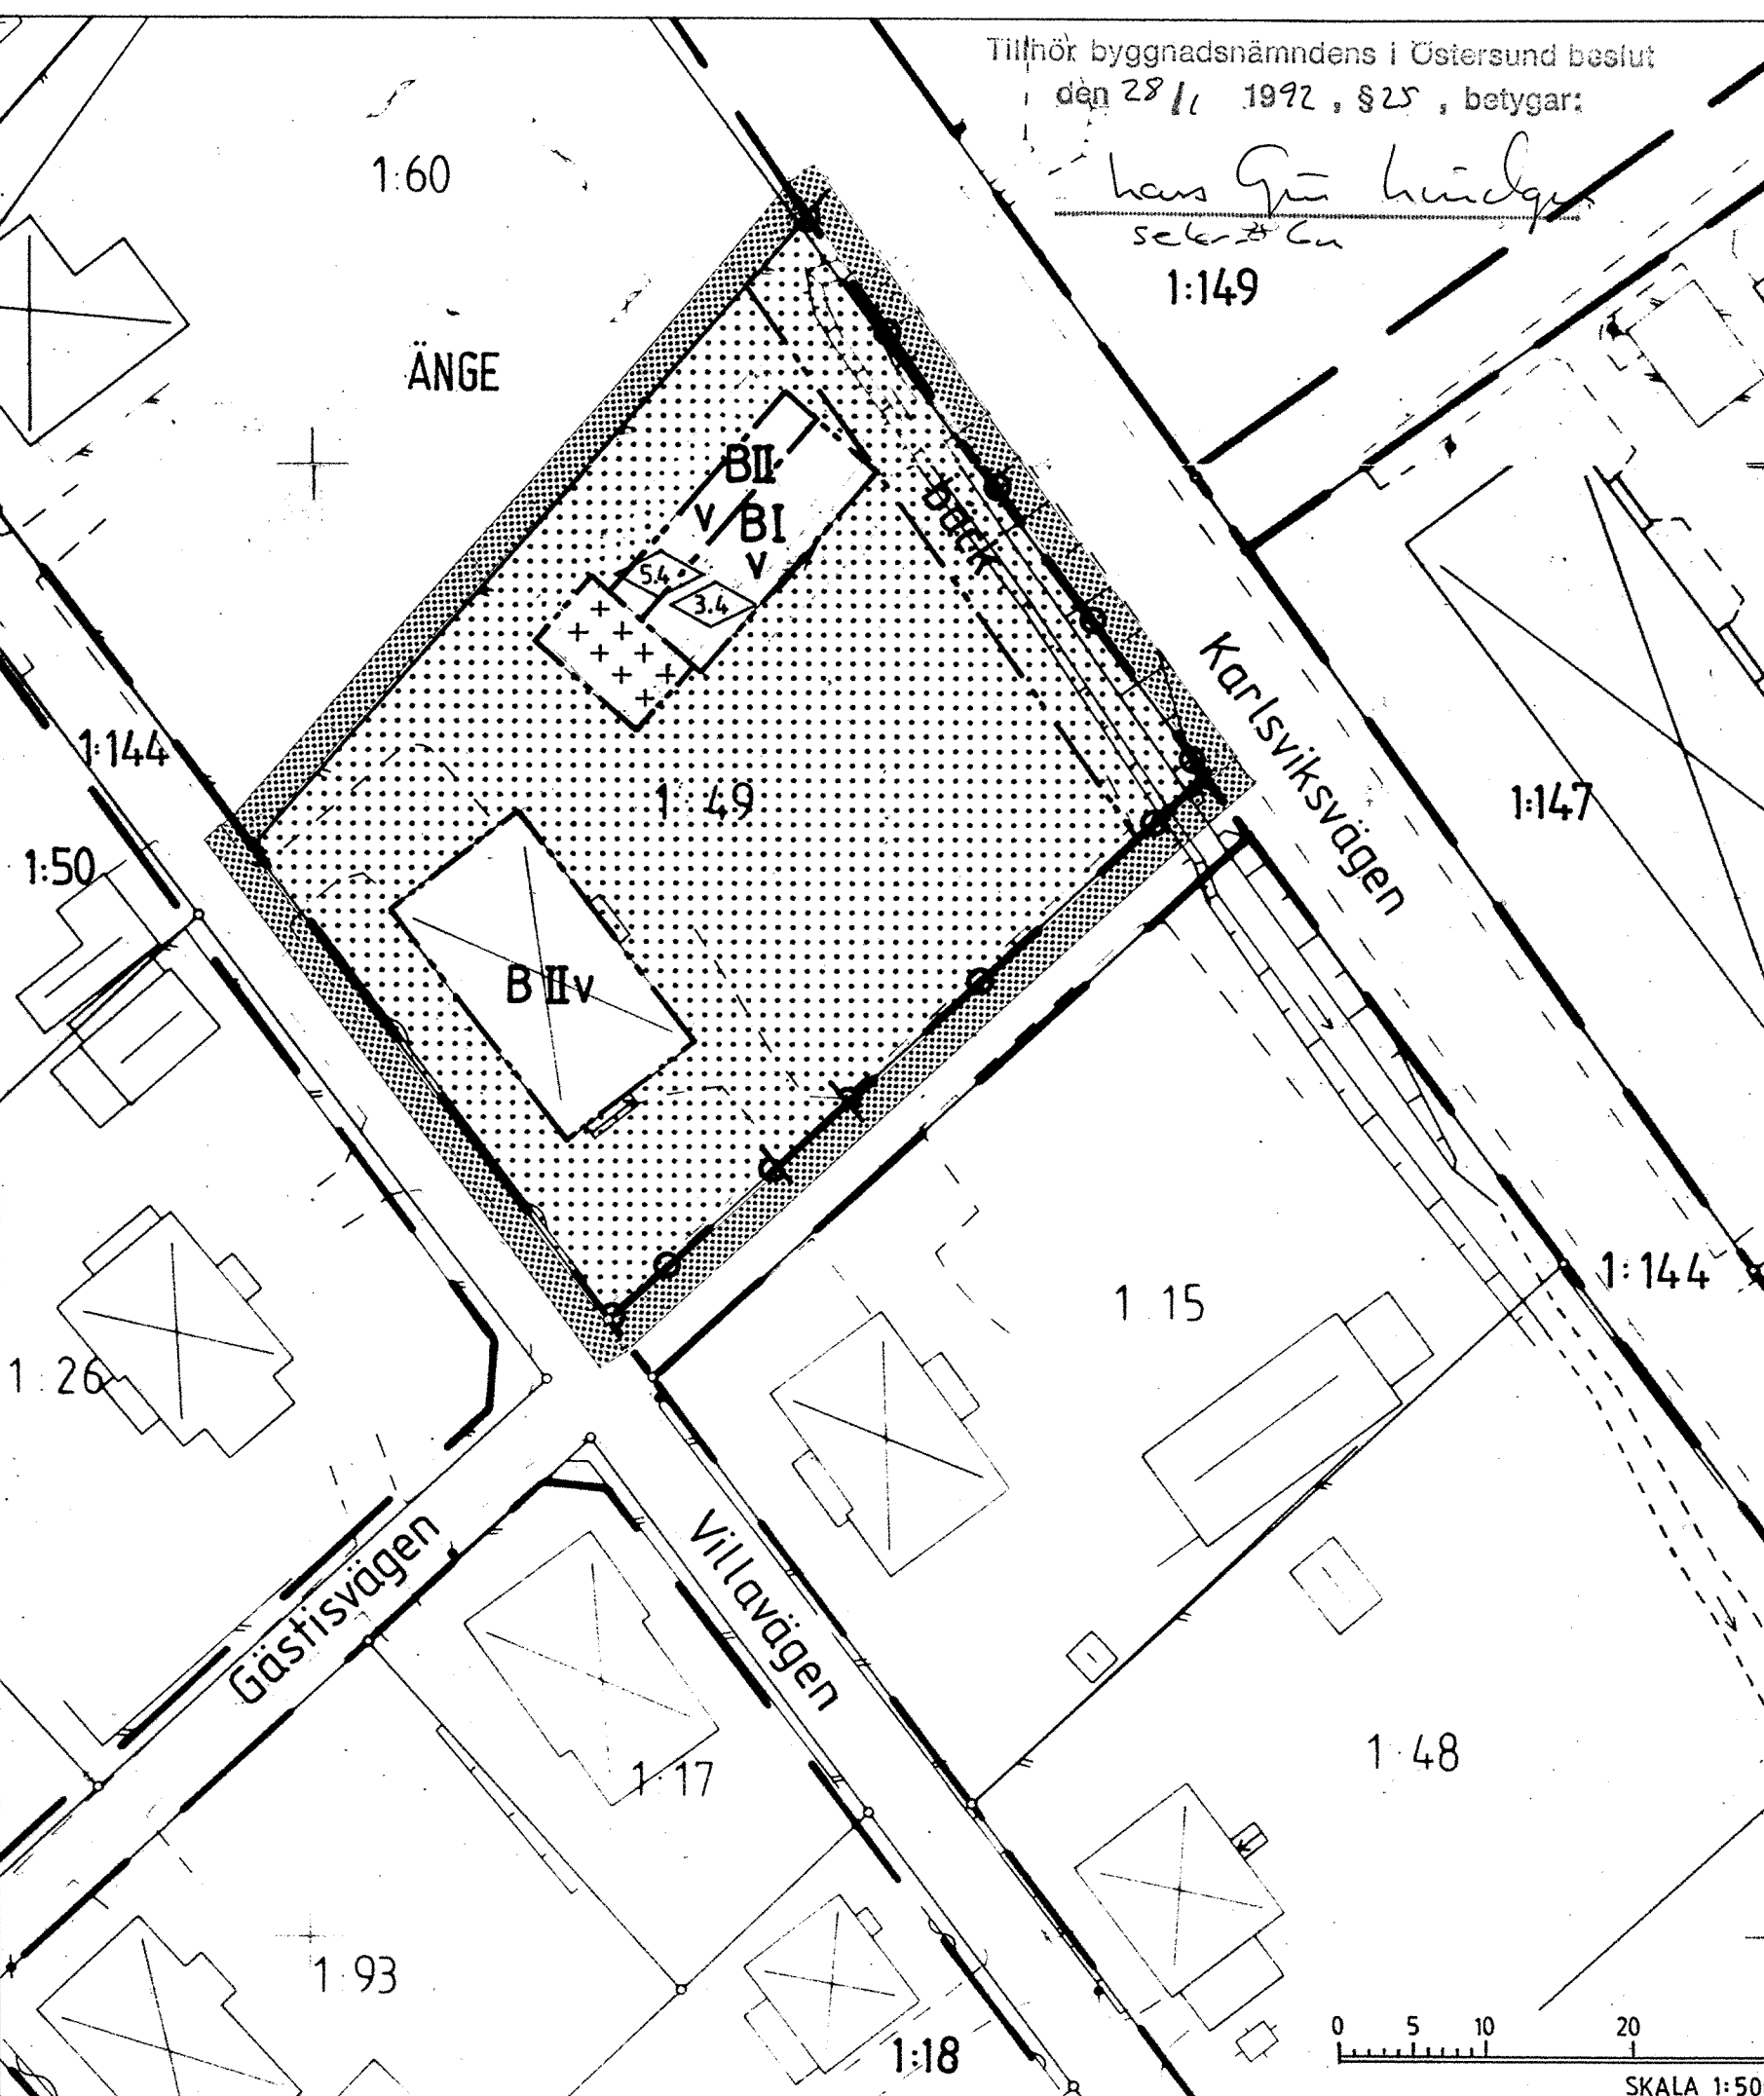 Tillhör byggnadsnämndens i Östersund beslut
den 28/1 1992, §25, betygar:
1:60
1:149
ÄNGE
BII
v BI
v
bäck
5.4
3.4
Karlsviksvägen
1:144
1:49
1:147
1:50
B IIv
1:144
1:15
1:26
Gästisvägen
Villavägen
1:17
1:48
1:93
1:18
0 5 10 20
SKALA 1:50